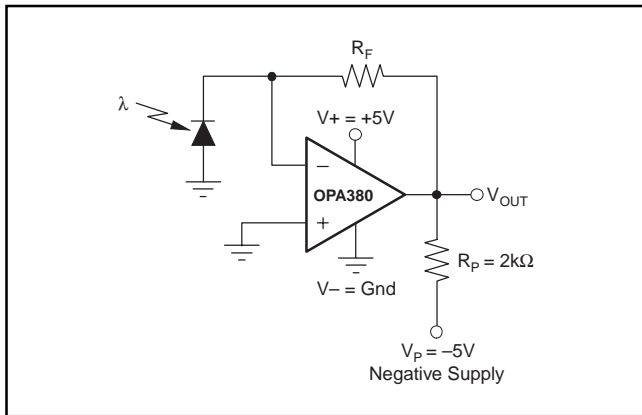 R_F
λ
V+ = +5V
−
OPA380
+
V_OUT
R_P = 2kΩ
V− = Gnd
V_P = −5V
Negative Supply